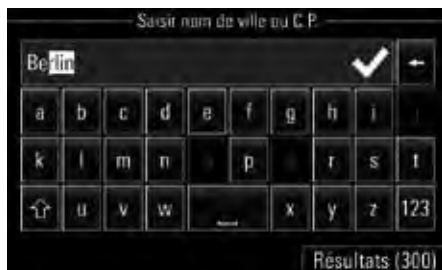 Saisir nom de ville ou C.P.
Berlin
a b c d e f g h i
k l m n p r s t
u v w x y z 123
Résultats (300)